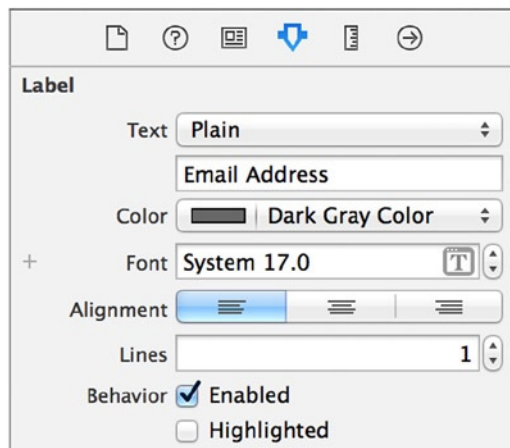 Label
Text Plain
Email Address
Color Dark Gray Color
+ Font System 17.0 T
Alignment
Lines 1
Behavior Enabled
Highlighted